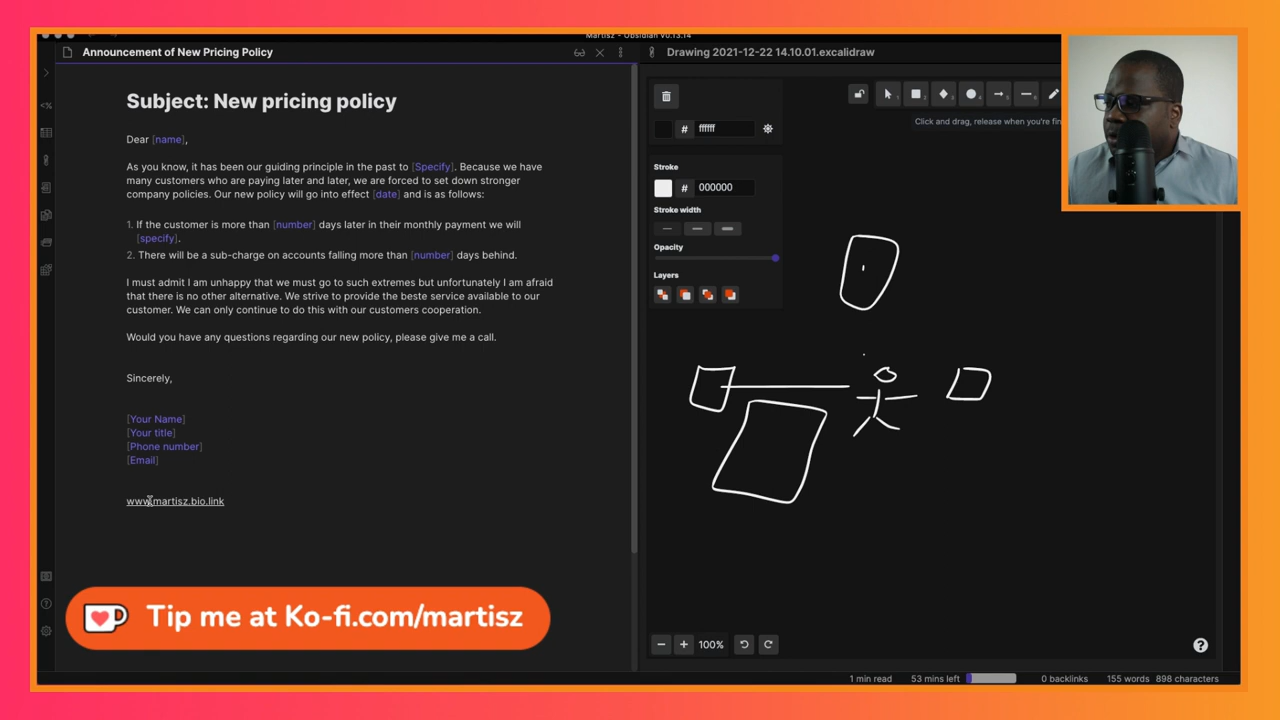 Martisz - Obsidian v0.13.14
Announcement of New Pricing Policy
Drawing 2021-12-22 14.10.01.excalidraw
Subject: New pricing policy
Dear [name],
As you know, it has been our guiding principle in the past to [Specify]. Because we have
many customers who are paying later and later, we are forced to set down stronger
company policies. Our new policy will go into effect [date] and is as follows:
1. If the customer is more than [number] days later in their monthly payment we will
[specify].
2. There will be a sub-charge on accounts falling more than [number] days behind.
I must admit I am unhappy that we must go to such extremes but unfortunately I am afraid
that there is no other alternative. We strive to provide the beste service available to our
customer. We can only continue to do this with our customers cooperation.
Would you have any questions regarding our new policy, please give me a call.
Sincerely,
[Your Name]
[Your title]
[Phone number]
[Email]
www.martisz.bio.link
Tip me at Ko-fi.com/martisz
# ffffff
Stroke
# 000000
Stroke width
Opacity
Layers
Click and drag, release when you're fin
100%
1 min read 53 mins left 0 backlinks 155 words 898 characters